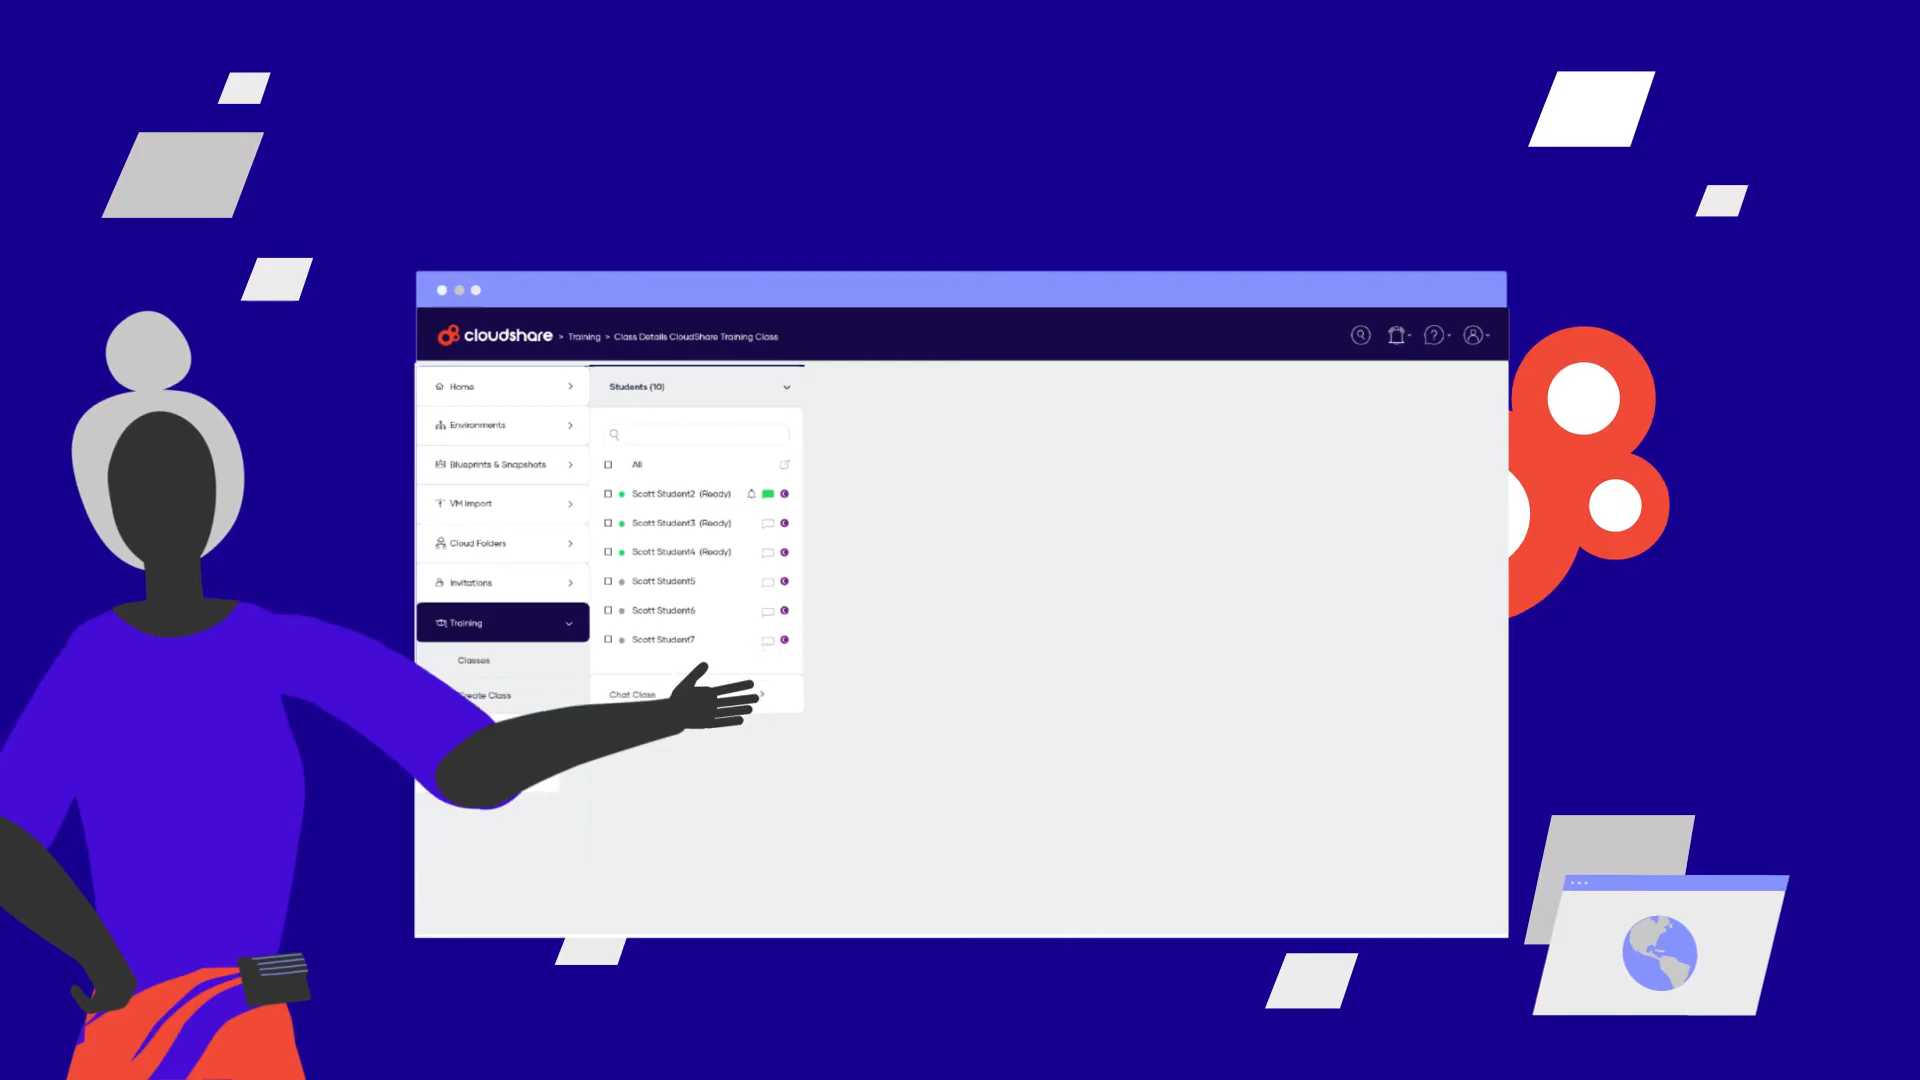 cloudshare > Training > Class Details CloudShare Training Class
Home
Environments
Blueprints & Snapshots
VM Import
Cloud Folders
Invitations
Training
Classes
Create Class
Students (10)
All
Scott Student2 (Ready)
Scott Student3 (Ready)
Scott Student4 (Ready)
Scott Student5
Scott Student6
Scott Student7
Chat Class